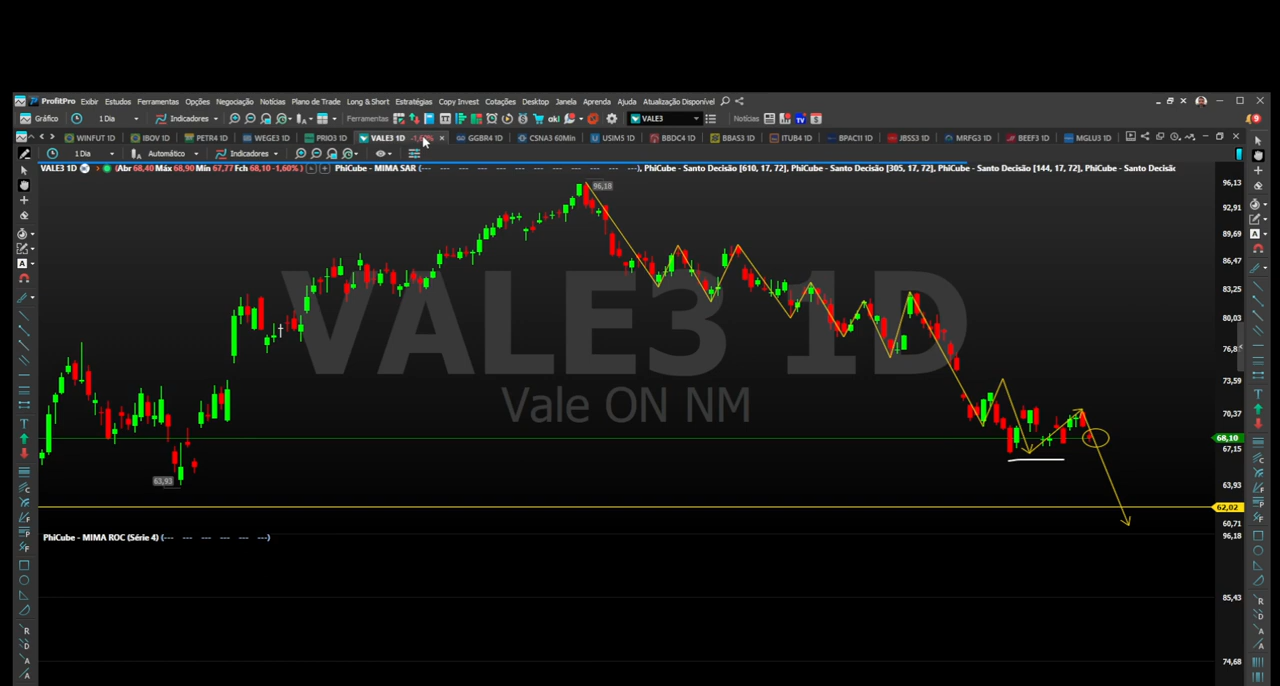 ProfitPro Exibir Estudos Ferramentas Opções Negociação Notícias Plano de Trade Long & Short Estratégias Copy Invest Cotações Desktop Janela Aprenda Ajuda Atualização Disponível
Gráfico 1 Dia Indicadores Ferramentas VALE3 Notícias
WINFUT 1D IBOV 1D PETR4 1D WEGE3 1D PRIO3 1D VALE3 1D GGBR4 1D CSNA3 60Min USIM5 1D BBDC4 1D BBAS3 1D ITUB4 1D BPAC11 1D JBSS3 1D MRFG3 1D BEEF3 1D MGLU3 1D
1 Dia Automático Indicadores
VALE3 1D (Abr 68,40 Máx 68,90 Mín 67,77 Fch 68,10 -1,60%) PhiCube - MIMA SAR (--- --- --- --- --- ---), PhiCube - Santo Decisão [610, 17, 72], PhiCube - Santo Decisão [305, 17, 72], PhiCube - Santo Decisão [144, 17, 72], PhiCube - Santo Decisã
96,18
96,13
92,91
89,69
86,47
83,25
80,03
76,8
73,59
70,37
68,10
67,15
63,93
62,02
60,71
VALE3 1D
Vale ON NM
63,93
PhiCube - MIMA ROC (Série 4) (--- --- --- --- --- ---)
96,18
85,43
74,68